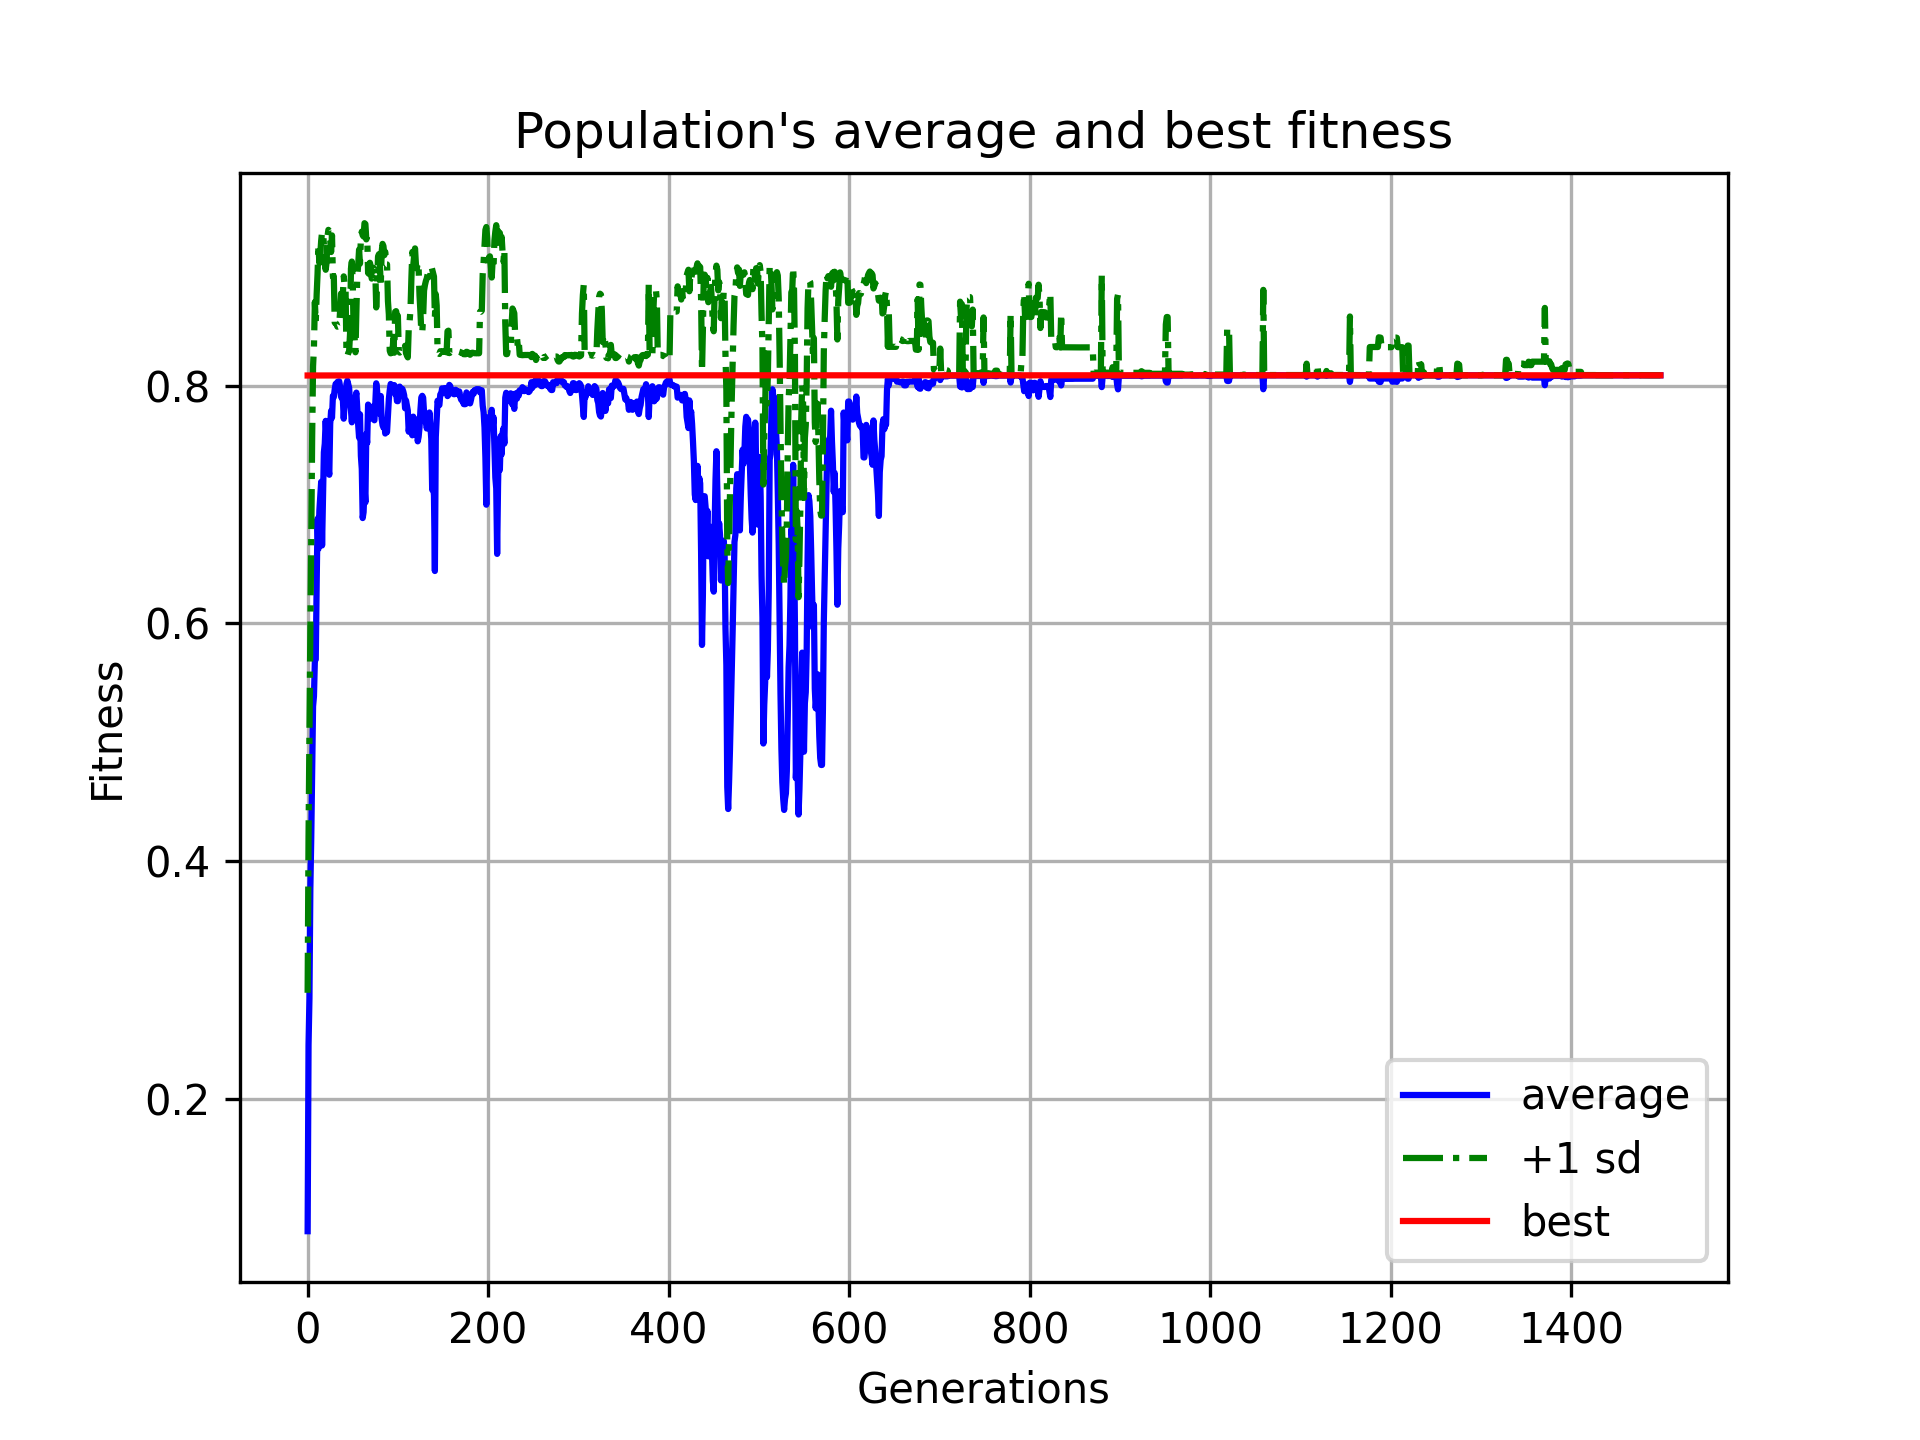 Population's average and best fitness
Fitness
0.8
0.6
0.4
0.2
0 200 400 600 800 1000 1200 1400
Generations
average
+1 sd
best